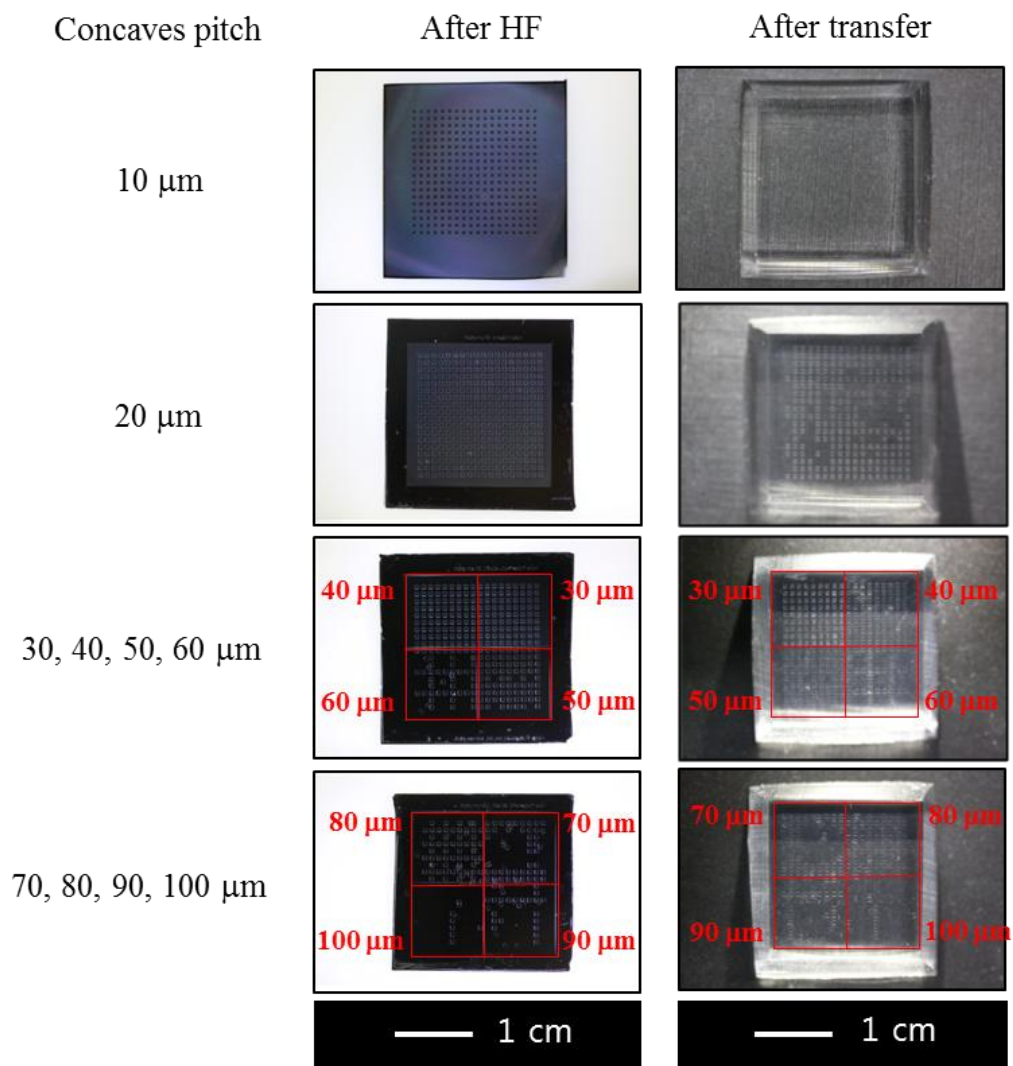 Concaves pitch After HF After transfer
10 μm
20 μm
40 μm 30 μm 30 μm 40 μm
30, 40, 50, 60 μm
60 μm 50 μm 50 μm 60 μm
80 μm 70 μm 70 μm 80 μm
70, 80, 90, 100 μm
100 μm 90 μm 90 μm 100 μm
1 cm 1 cm